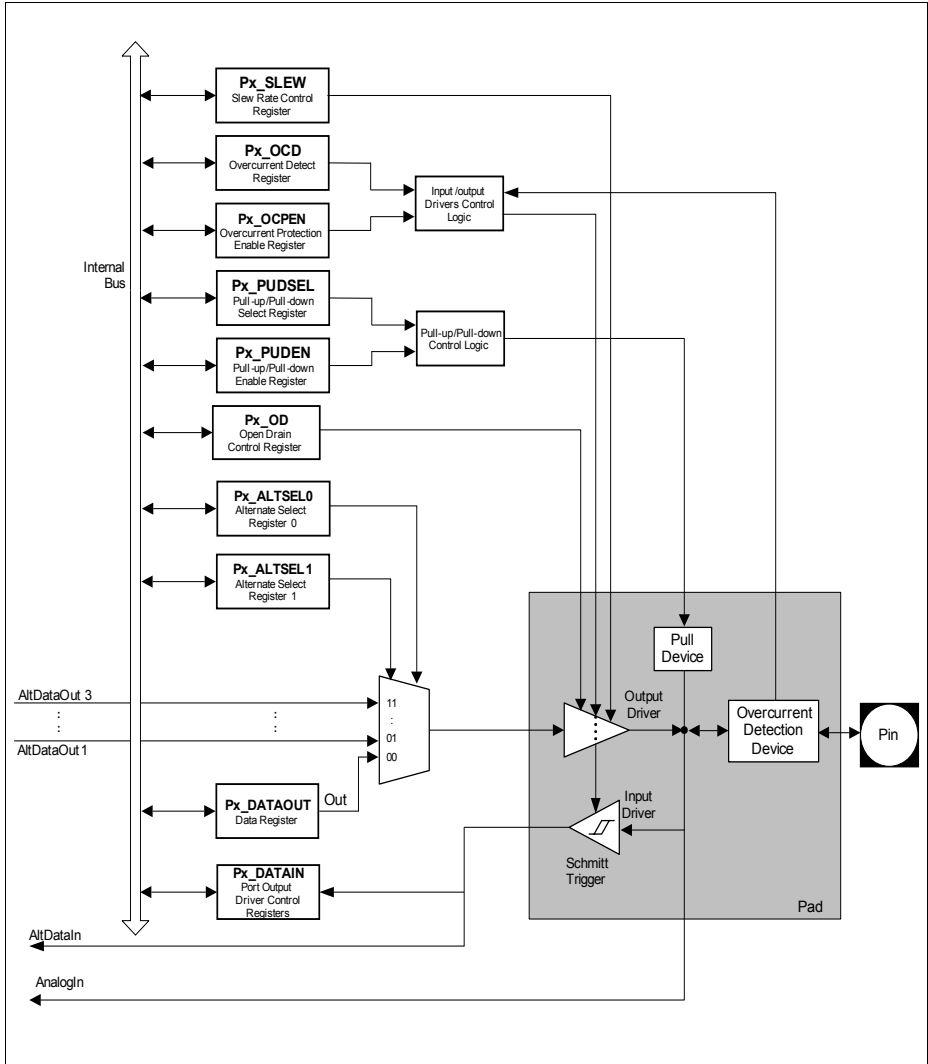 Px_SLEW
Slew Rate Control
Register
Px_OCD
Overcurrent Detect
Register
Input /output
Drivers Control
Logic
Px_OCPEN
Overcurrent Protection
Enable Register
Internal
Bus
Px_PUDSEL
Pull-up/Pull-down
Select Register
Pull-up/Pull-down
Control Logic
Px_PUDEN
Pull-up/Pull-down
Enable Register
Px_OD
Open Drain
Control Register
Px_ALTSEL0
Alternate Select
Register 0
Px_ALTSEL1
Alternate Select
Register 1
Pull
Device
AltDataOut 3
AltDataOut 1
11
:
01
00
Output
Driver
Overcurrent
Detection
Device
Pin
Px_DATAOUT
Data Register
Out
Input
Driver
Schmitt
Trigger
Px_DATAIN
Port Output
Driver Control
Registers
Pad
AltDataIn
AnalogIn